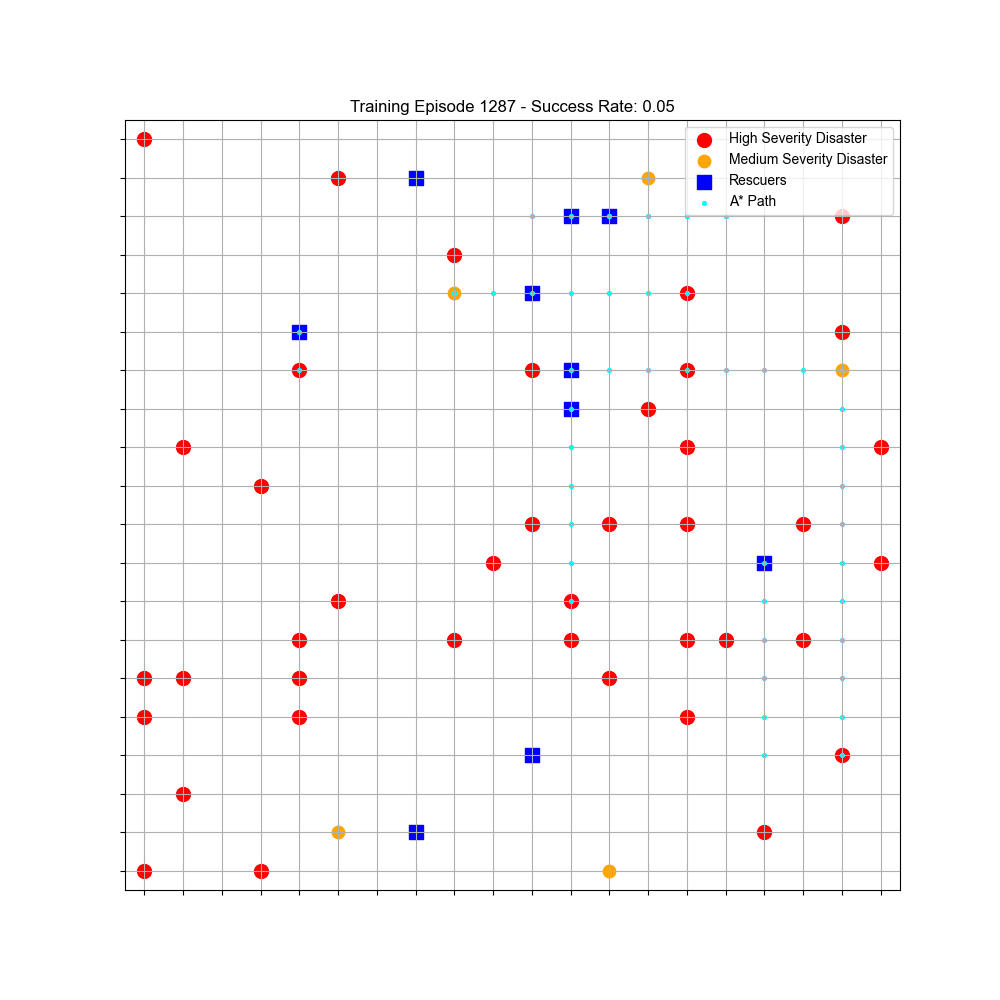 Training Episode 1287 - Success Rate: 0.05
High Severity Disaster
Medium Severity Disaster
Rescuers
A* Path